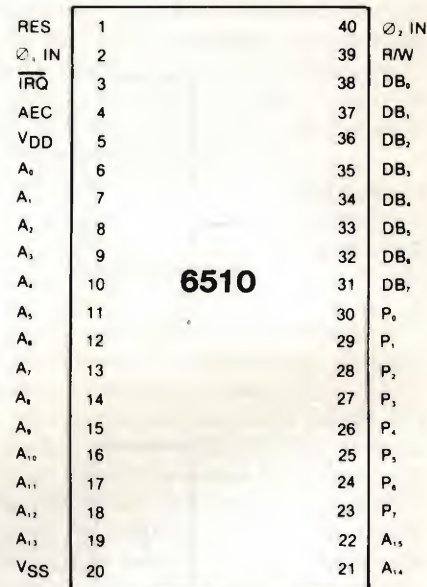 RES 1 40 ∅₂ IN
∅₁ IN 2 39 R/W
IRQ 3 38 DB₀
AEC 4 37 DB₁
VDD 5 36 DB₂
A₀ 6 35 DB₃
A₁ 7 34 DB₄
A₂ 8 33 DB₅
A₃ 9 32 DB₆
A₄ 10 6510 31 DB₇
A₅ 11 30 P₀
A₆ 12 29 P₁
A₇ 13 28 P₂
A₈ 14 27 P₃
A₉ 15 26 P₄
A₁₀ 16 25 P₅
A₁₁ 17 24 P₆
A₁₂ 18 23 P₇
A₁₃ 19 22 A₁₅
VSS 20 21 A₁₄